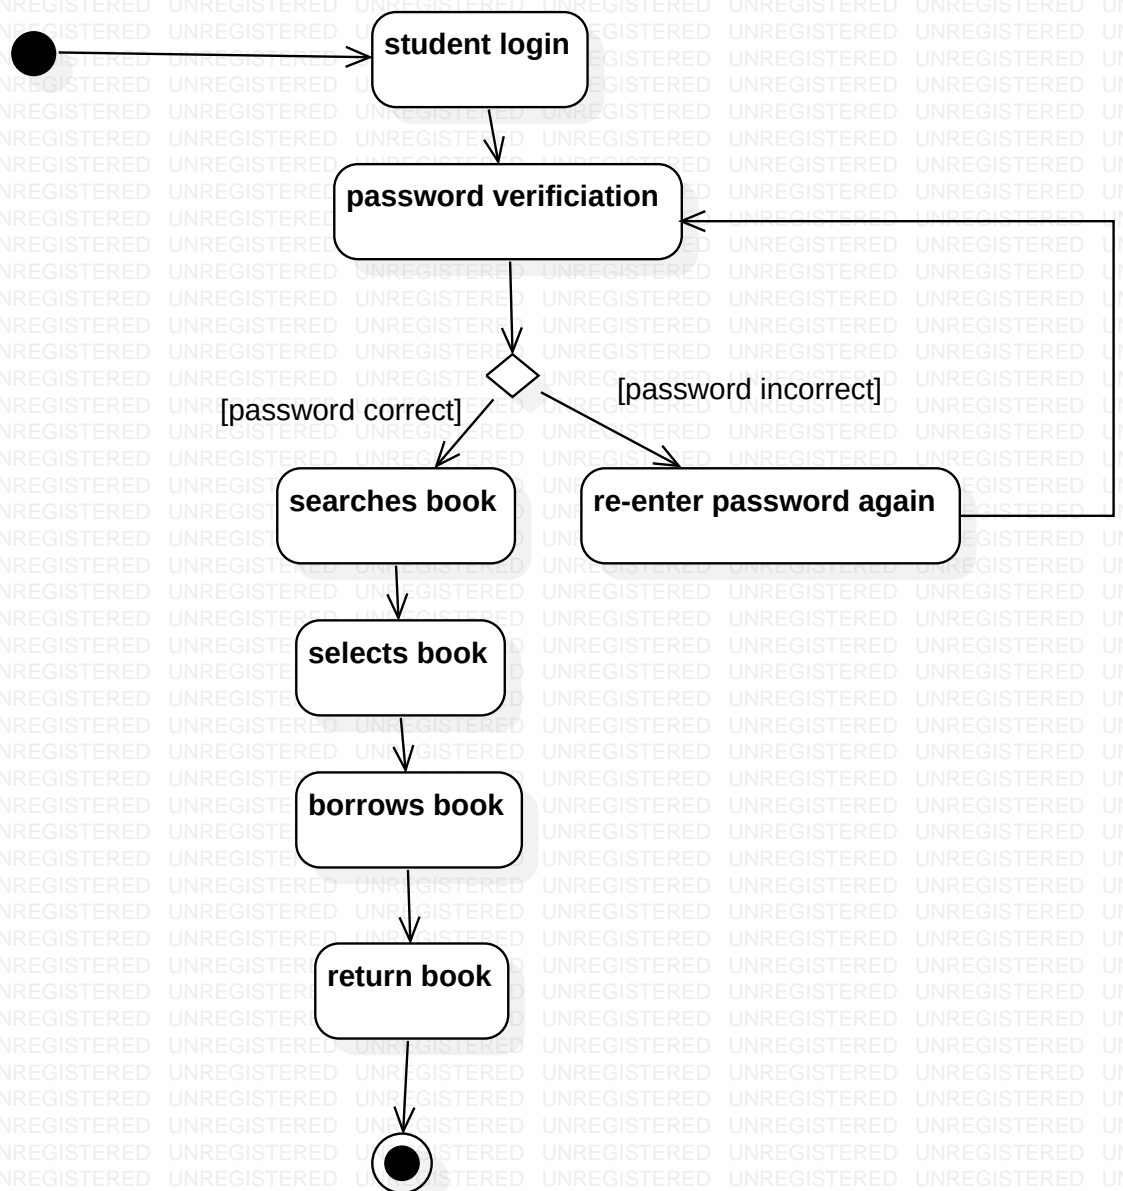 student login
password verificiation
[password correct]
[password incorrect]
searches book
re-enter password again
selects book
borrows book
return book
UNREGISTERED